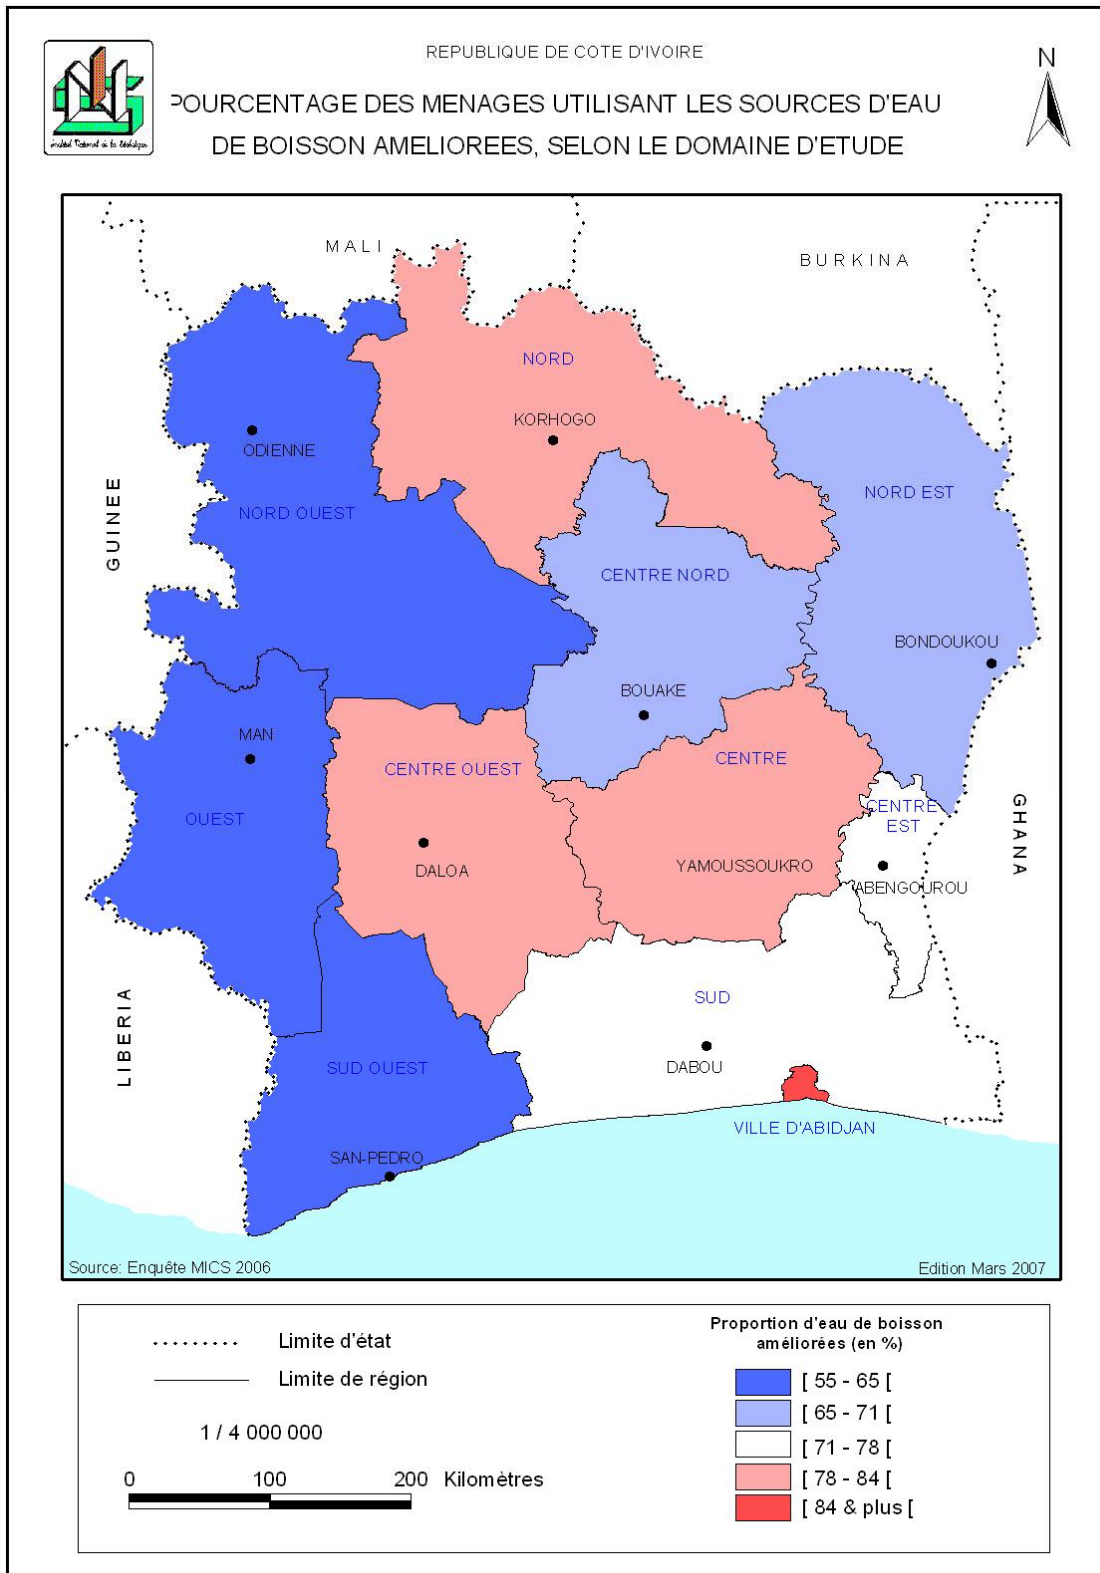 REPUBLIQUE DE COTE D'IVOIRE
POURCENTAGE DES MENAGES UTILISANT LES SOURCES D'EAU
DE BOISSON AMELIOREES, SELON LE DOMAINE D'ETUDE
N
MALI
BURKINA
NORD
KORHOGO
ODIENNE
NORD OUEST
NORD EST
GUINEE
CENTRE NORD
BONDOUKOU
BOUAKE
MAN
CENTRE OUEST
CENTRE
OUEST
CENTRE
EST
GHANA
DALOA
YAMOUSSOUKRO
ABENGOUROU
SUD
LIBERIA
SUD OUEST
DABOU
VILLE D'ABIDJAN
SAN-PEDRO
Source: Enquête MICS 2006
Edition Mars 2007
Limite d'état
Limite de région
1 / 4 000 000
0 100 200 Kilomètres
Proportion d'eau de boisson
améliorées (en %)
[ 55 - 65 [
[ 65 - 71 [
[ 71 - 78 [
[ 78 - 84 [
[ 84 & plus [